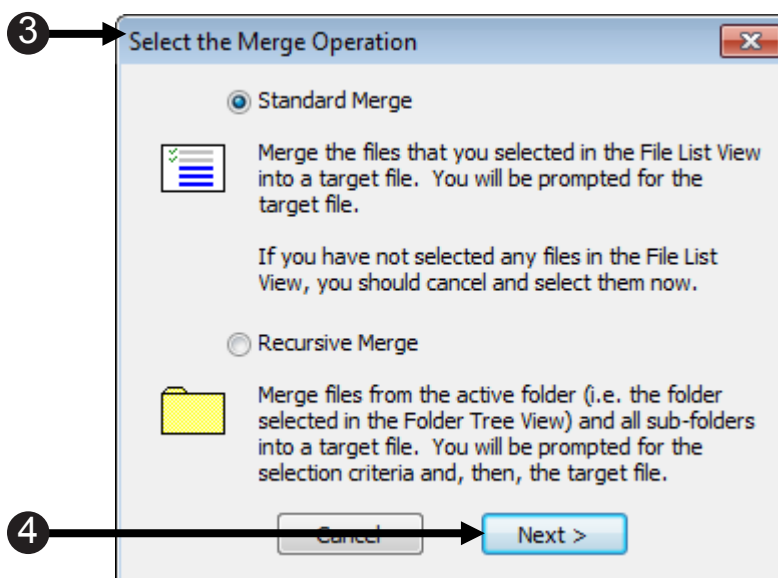 3
Select the Merge Operation
Standard Merge
Merge the files that you selected in the File List View
into a target file. You will be prompted for the
target file.
If you have not selected any files in the File List
View, you should cancel and select them now.
Recursive Merge
Merge files from the active folder (i.e. the folder
selected in the Folder Tree View) and all sub-folders
into a target file. You will be prompted for the
selection criteria and, then, the target file.
4
Cancel
Next >